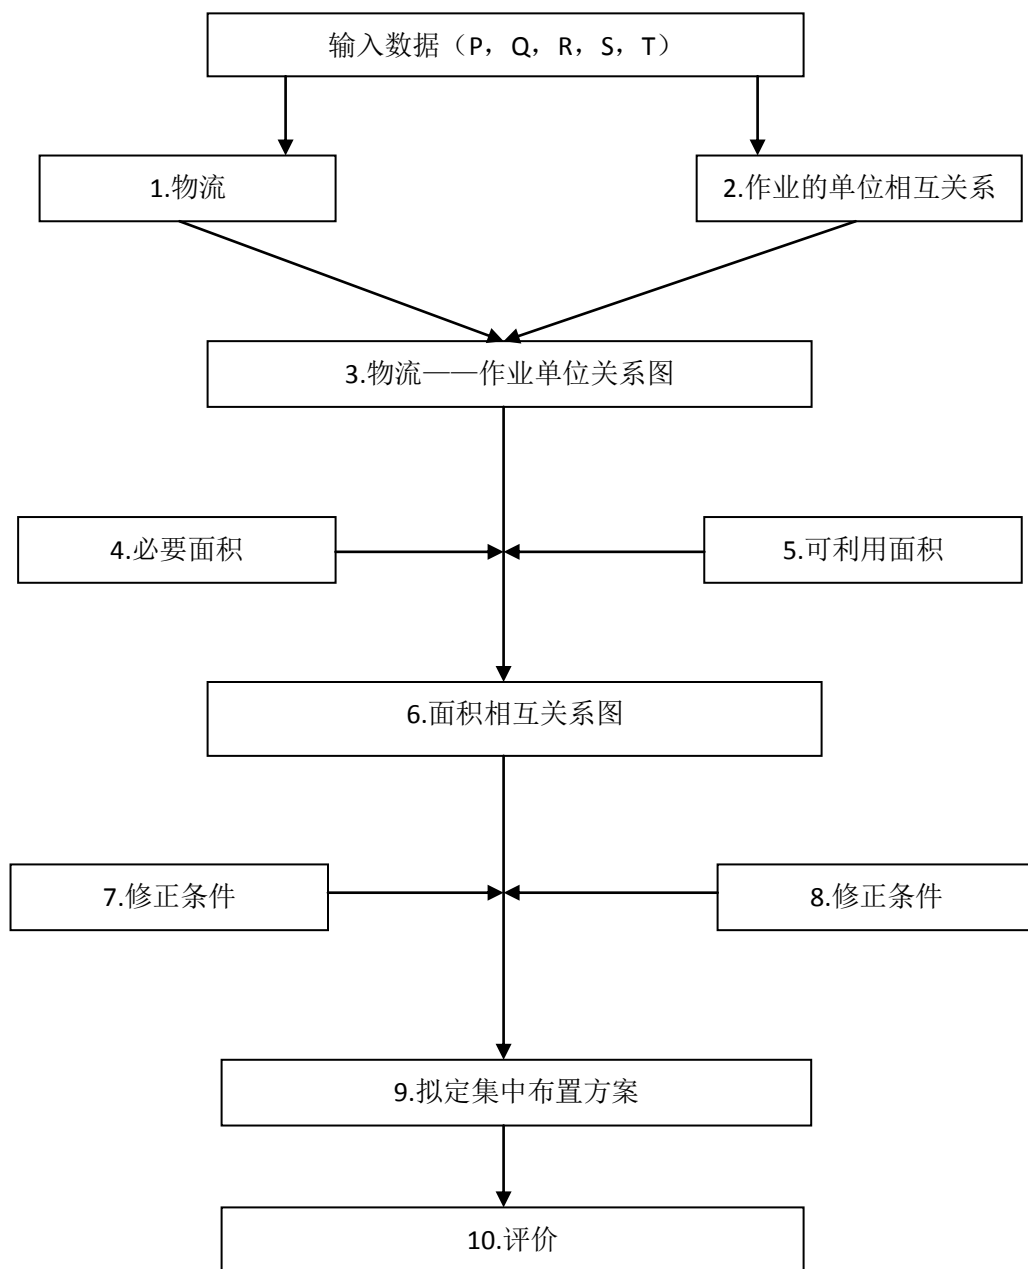 输入数据（P，Q，R，S，T）
1.物流
2.作业的单位相互关系
3.物流——作业单位关系图
4.必要面积
5.可利用面积
6.面积相互关系图
7.修正条件
8.修正条件
9.拟定集中布置方案
10.评价